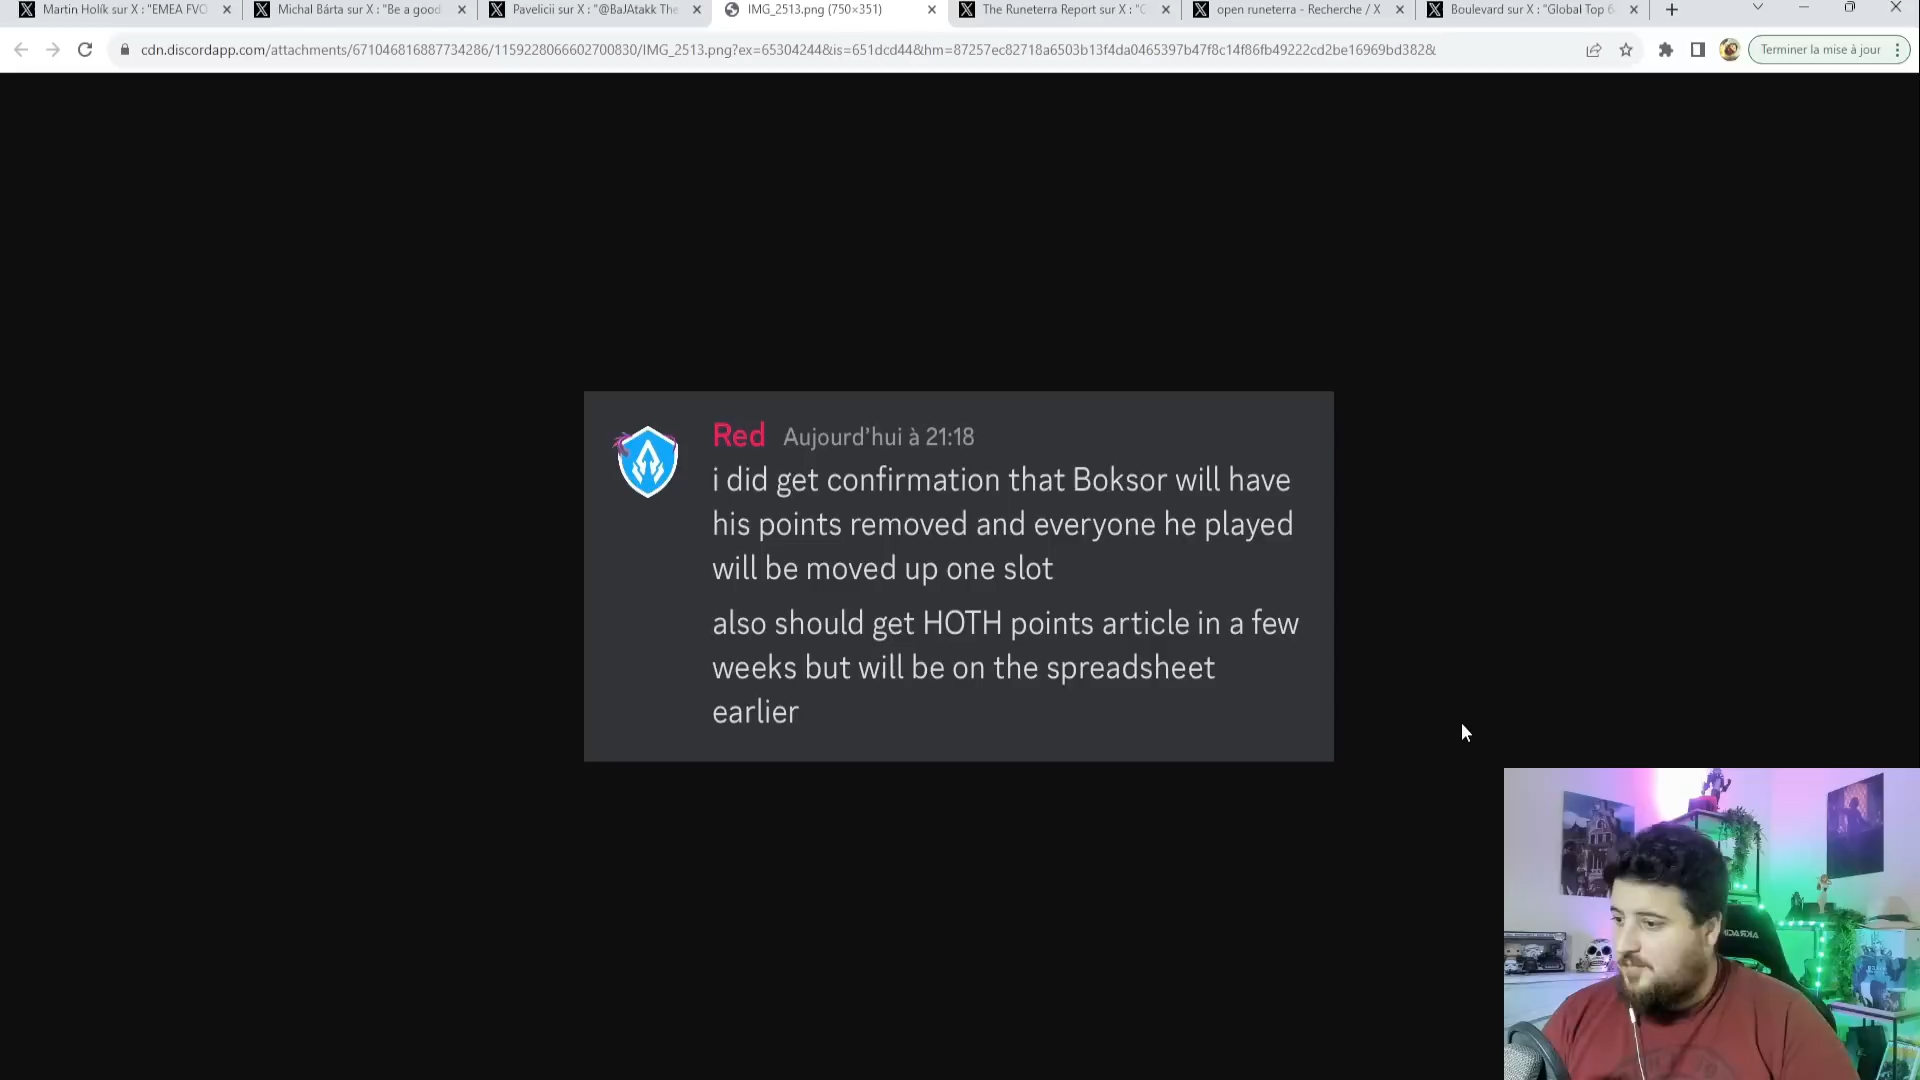 Martin Holík sur X : "EMEA FVO
Michal Bárta sur X : "Be a good
Pavelicii sur X : "@BaJAtakk The
IMG_2513.png (750×351)
The Runeterra Report sur X : "C
open runeterra - Recherche / X
Boulevard sur X : "Global Top 6
cdn.discordapp.com/attachments/671046816887734286/1159228066602700830/IMG_2513.png?ex=65304244&is=651dcd44&hm=87257ec82718a6503b13f4da0465397b47f8c14f86fb49222cd2be16969bd382&
Terminer la mise à jour
Red Aujourd'hui à 21:18
i did get confirmation that Boksor will have
his points removed and everyone he played
will be moved up one slot
also should get HOTH points article in a few
weeks but will be on the spreadsheet
earlier